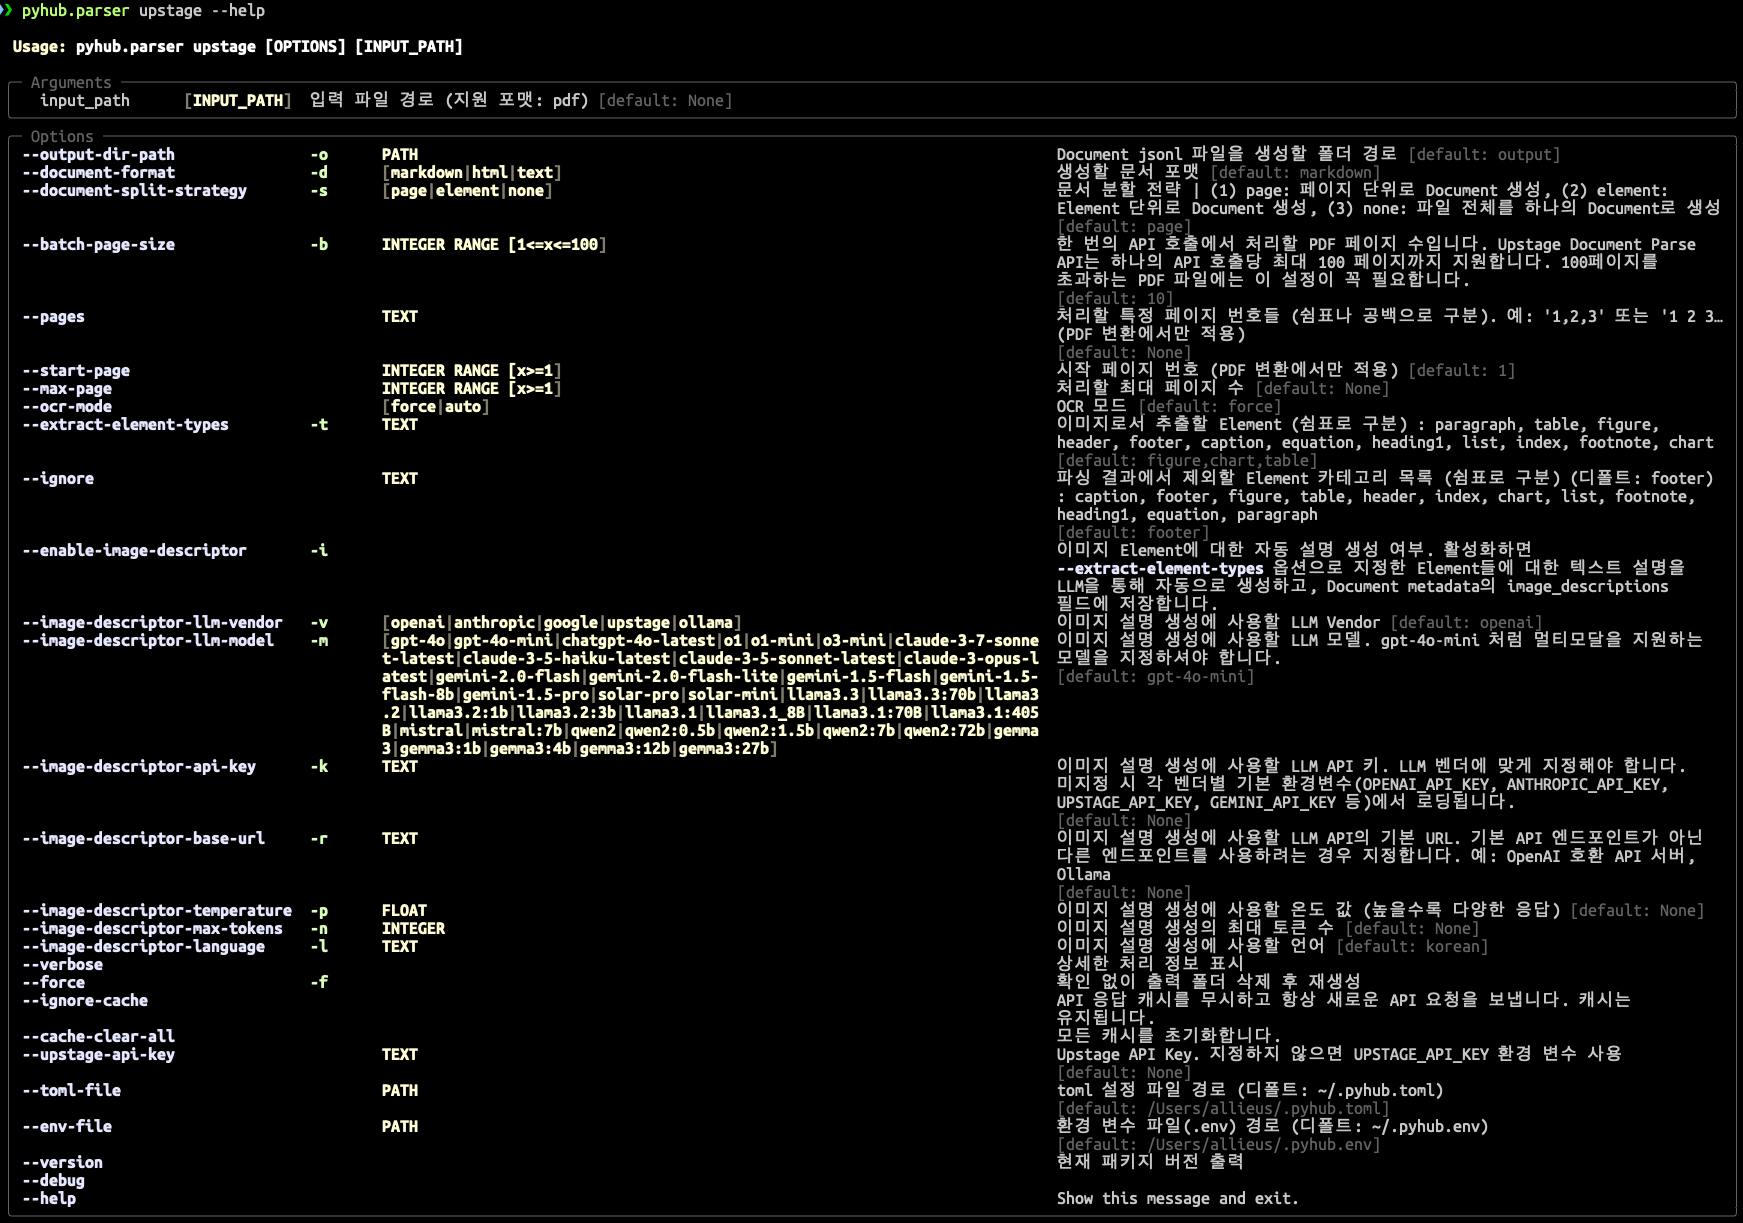 ❯❯ pyhub.parser upstage --help
Usage: pyhub.parser upstage [OPTIONS] [INPUT_PATH]
Arguments
input_path [INPUT_PATH] 입력 파일 경로 (지원 포맷: pdf) [default: None]
Options
--output-dir-path -o PATH Document jsonl 파일을 생성할 폴더 경로 [default: output]
--document-format -d [markdown|html|text] 생성할 문서 포맷 [default: markdown]
--document-split-strategy -s [page|element|none] 문서 분할 전략 | (1) page: 페이지 단위로 Document 생성, (2) element:
Element 단위로 Document 생성, (3) none: 파일 전체를 하나의 Document로 생성
[default: page]
--batch-page-size -b INTEGER RANGE [1<=x<=100] 한 번의 API 호출에서 처리할 PDF 페이지 수입니다. Upstage Document Parse
API는 하나의 API 호출당 최대 100 페이지까지 지원합니다. 100페이지를
초과하는 PDF 파일에는 이 설정이 꼭 필요합니다.
[default: 10]
--pages TEXT 처리할 특정 페이지 번호들 (쉼표나 공백으로 구분). 예: '1,2,3' 또는 '1 2 3…
(PDF 변환에서만 적용)
[default: None]
--start-page INTEGER RANGE [x>=1] 시작 페이지 번호 (PDF 변환에서만 적용) [default: 1]
--max-page INTEGER RANGE [x>=1] 처리할 최대 페이지 수 [default: None]
--ocr-mode [force|auto] OCR 모드 [default: force]
--extract-element-types -t TEXT 이미지로서 추출할 Element (쉼표로 구분) : paragraph, table, figure,
header, footer, caption, equation, heading1, list, index, footnote, chart
[default: figure,chart,table]
--ignore TEXT 파싱 결과에서 제외할 Element 카테고리 목록 (쉼표로 구분) (디폴트: footer)
: caption, footer, figure, table, header, index, chart, list, footnote,
heading1, equation, paragraph
[default: footer]
--enable-image-descriptor -i 이미지 Element에 대한 자동 설명 생성 여부. 활성화하면
--extract-element-types 옵션으로 지정한 Element들에 대한 텍스트 설명을
LLM을 통해 자동으로 생성하고, Document metadata의 image_descriptions
필드에 저장합니다.
--image-descriptor-llm-vendor -v [openai|anthropic|google|upstage|ollama] 이미지 설명 생성에 사용할 LLM Vendor [default: openai]
--image-descriptor-llm-model -m [gpt-4o|gpt-4o-mini|chatgpt-4o-latest|o1|o1-mini|o3-mini|claude-3-7-sonne 이미지 설명 생성에 사용할 LLM 모델. gpt-4o-mini 처럼 멀티모달을 지원하는
t-latest|claude-3-5-haiku-latest|claude-3-5-sonnet-latest|claude-3-opus-l 모델을 지정하셔야 합니다.
atest|gemini-2.0-flash|gemini-2.0-flash-lite|gemini-1.5-flash|gemini-1.5- [default: gpt-4o-mini]
flash-8b|gemini-1.5-pro|solar-pro|solar-mini|llama3.3|llama3.3:70b|llama3
.2|llama3.2:1b|llama3.2:3b|llama3.1|llama3.1_8B|llama3.1:70B|llama3.1:405
B|mistral|mistral:7b|qwen2|qwen2:0.5b|qwen2:1.5b|qwen2:7b|qwen2:72b|gemma
3|gemma3:1b|gemma3:4b|gemma3:12b|gemma3:27b]
--image-descriptor-api-key -k TEXT 이미지 설명 생성에 사용할 LLM API 키. LLM 벤더에 맞게 지정해야 합니다.
미지정 시 각 벤더별 기본 환경변수(OPENAI_API_KEY, ANTHROPIC_API_KEY,
UPSTAGE_API_KEY, GEMINI_API_KEY 등)에서 로딩됩니다.
[default: None]
--image-descriptor-base-url -r TEXT 이미지 설명 생성에 사용할 LLM API의 기본 URL. 기본 API 엔드포인트가 아닌
다른 엔드포인트를 사용하려는 경우 지정합니다. 예: OpenAI 호환 API 서버,
Ollama
[default: None]
--image-descriptor-temperature -p FLOAT 이미지 설명 생성에 사용할 온도 값 (높을수록 다양한 응답) [default: None]
--image-descriptor-max-tokens -n INTEGER 이미지 설명 생성의 최대 토큰 수 [default: None]
--image-descriptor-language -l TEXT 이미지 설명 생성에 사용할 언어 [default: korean]
--verbose 상세한 처리 정보 표시
--force -f 확인 없이 출력 폴더 삭제 후 재생성
--ignore-cache API 응답 캐시를 무시하고 항상 새로운 API 요청을 보냅니다. 캐시는
유지됩니다.
--cache-clear-all 모든 캐시를 초기화합니다.
--upstage-api-key TEXT Upstage API Key. 지정하지 않으면 UPSTAGE_API_KEY 환경 변수 사용
[default: None]
--toml-file PATH toml 설정 파일 경로 (디폴트: ~/.pyhub.toml)
[default: /Users/allieus/.pyhub.toml]
--env-file PATH 환경 변수 파일(.env) 경로 (디폴트: ~/.pyhub.env)
[default: /Users/allieus/.pyhub.env]
--version 현재 패키지 버전 출력
--debug
--help Show this message and exit.